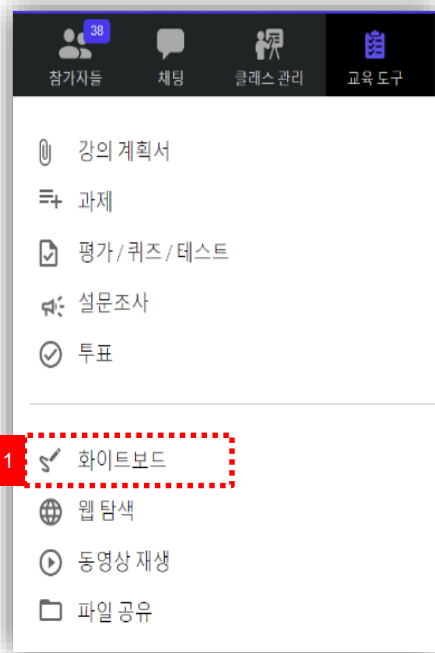 38
참가자들 채팅 클래스 관리 교육 도구
강의 계획서
과제
평가 / 퀴즈 / 테스트
설문조사
투표
1 화이트보드
웹 탐색
동영상 재생
파일 공유